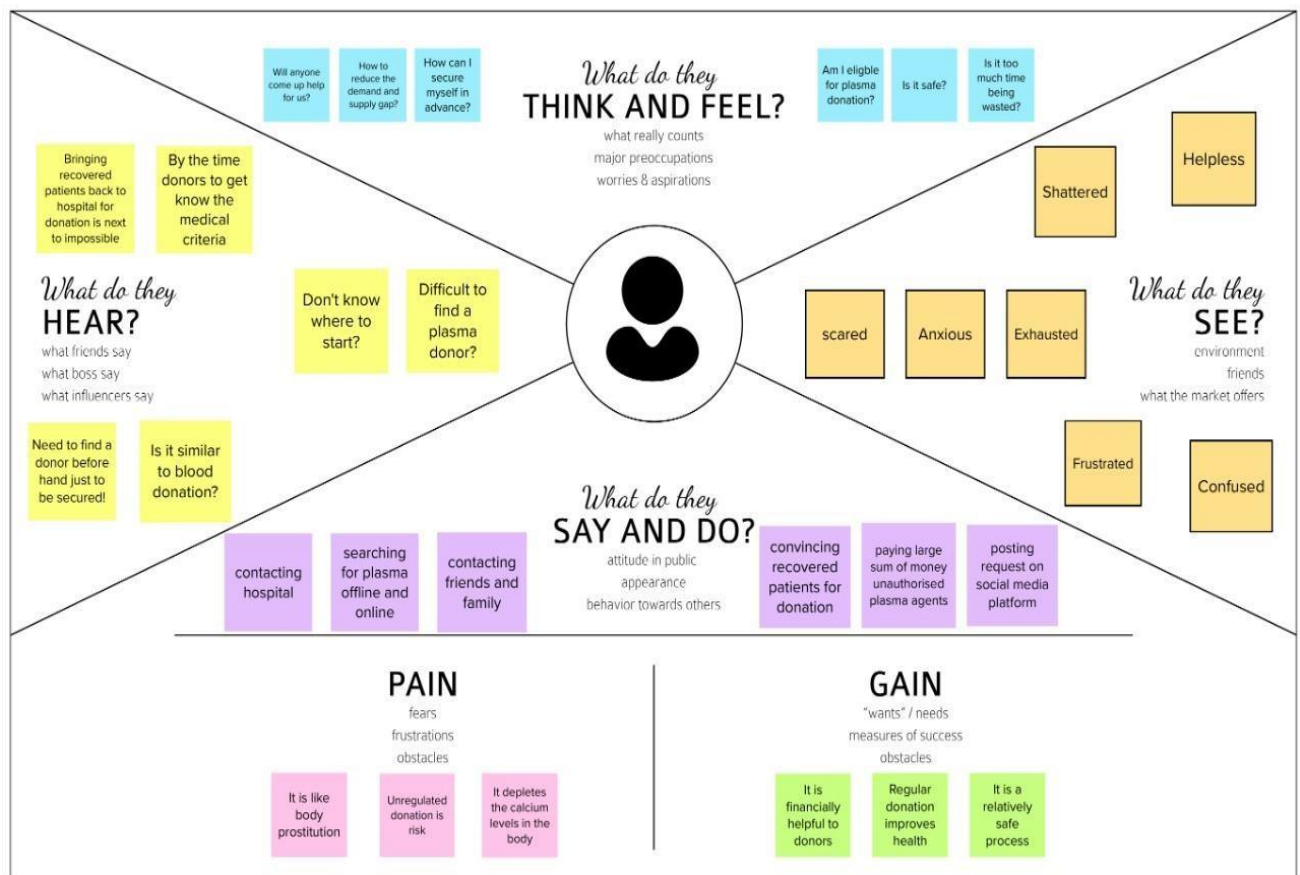 Will anyone
come up help
for us?
How to
reduce the
demand and
supply gap?
How can I
secure
myself in
advance?
What do they
THINK AND FEEL?
what really counts
major preoccupations
worries & aspirations
Am I eligble
for plasma
donation?
Is it safe?
Is it too
much time
being
wasted?
Bringing
recovered
patients back to
hospital for
donation is next
to impossible
By the time
donors to get
know the
medical
criteria
What do they
HEAR?
what friends say
what boss say
what influencers say
Don't know
where to
start?
Difficult to
find a
plasma
donor?
Need to find a
donor before
hand just to
be secured!
Is it similar
to blood
donation?
Shattered
Helpless
scared
Anxious
Exhausted
What do they
SEE?
environment
friends
what the market offers
Frustrated
Confused
What do they
SAY AND DO?
attitude in public
appearance
behavior towards others
contacting
hospital
searching
for plasma
offline and
online
contacting
friends and
family
convincing
recovered
patients for
donation
paying large
sum of money
unauthorised
plasma agents
posting
request on
social media
platform
PAIN
fears
frustrations
obstacles
It is like
body
prostitution
Unregulated
donation is
risk
It depletes
the calcium
levels in the
body
GAIN
"wants" / needs
measures of success
obstacles
It is
financially
helpful to
donors
Regular
donation
improves
health
It is a
relatively
safe
process